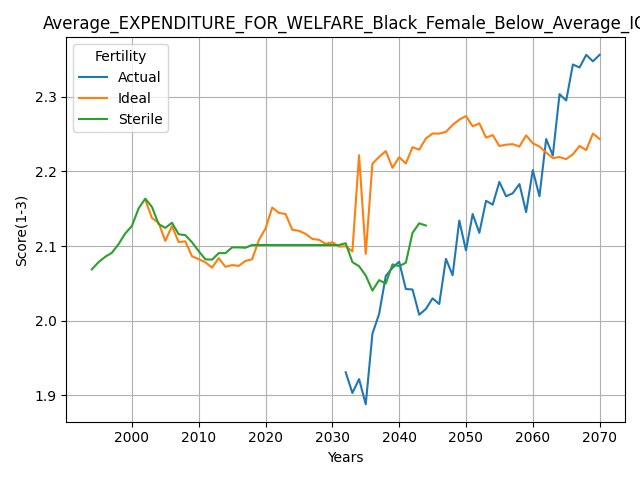 Average_EXPENDITURE_FOR_WELFARE_Black_Female_Below_Average_IQ
Fertility
Actual
Ideal
Sterile
2.3
2.2
2.1
2.0
1.9
Score(1-3)
2000 2010 2020 2030 2040 2050 2060 2070
Years